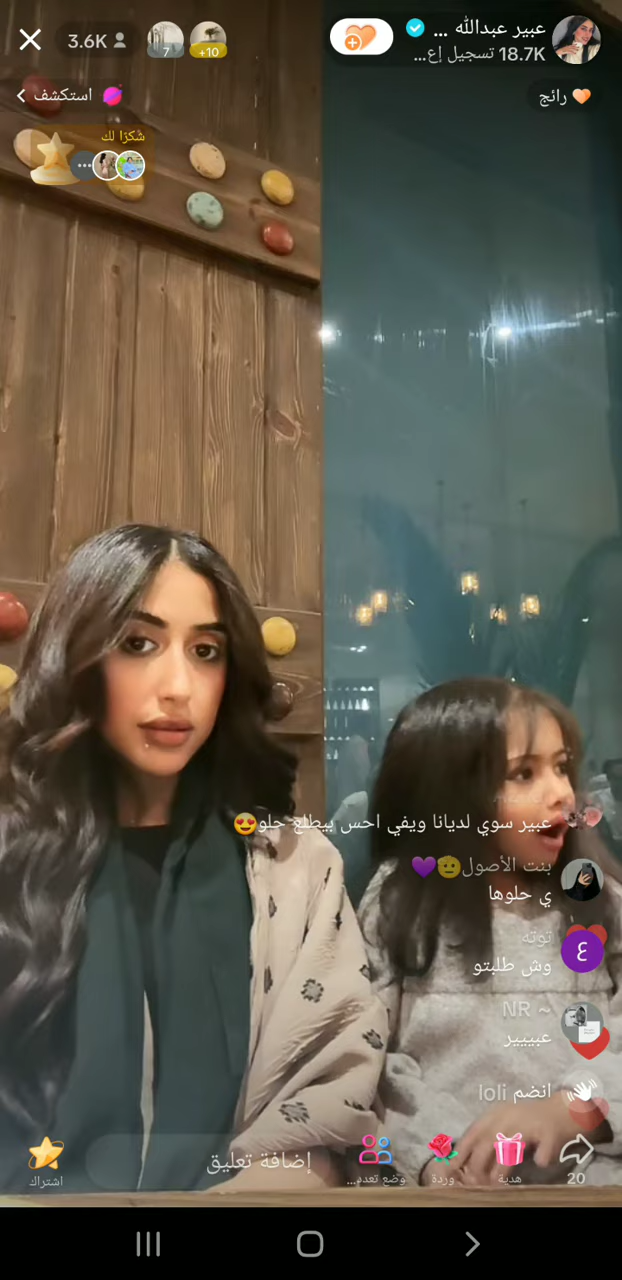 عبير عبدالله ...
18.7K تسجيل إع...
3.6K
7
+10
رائج
استكشف
شكرًا لك
عبير سوي لديانا ويفي احس بيطلع حلو😍
بنت الأصول🫡💜
ي حلوها
توته
ع
وش طلبتو
NR ~
عبيييير
loli انضم
إضافة تعليق
اشتراك
وضع تعدد...
وردة
هدية
20